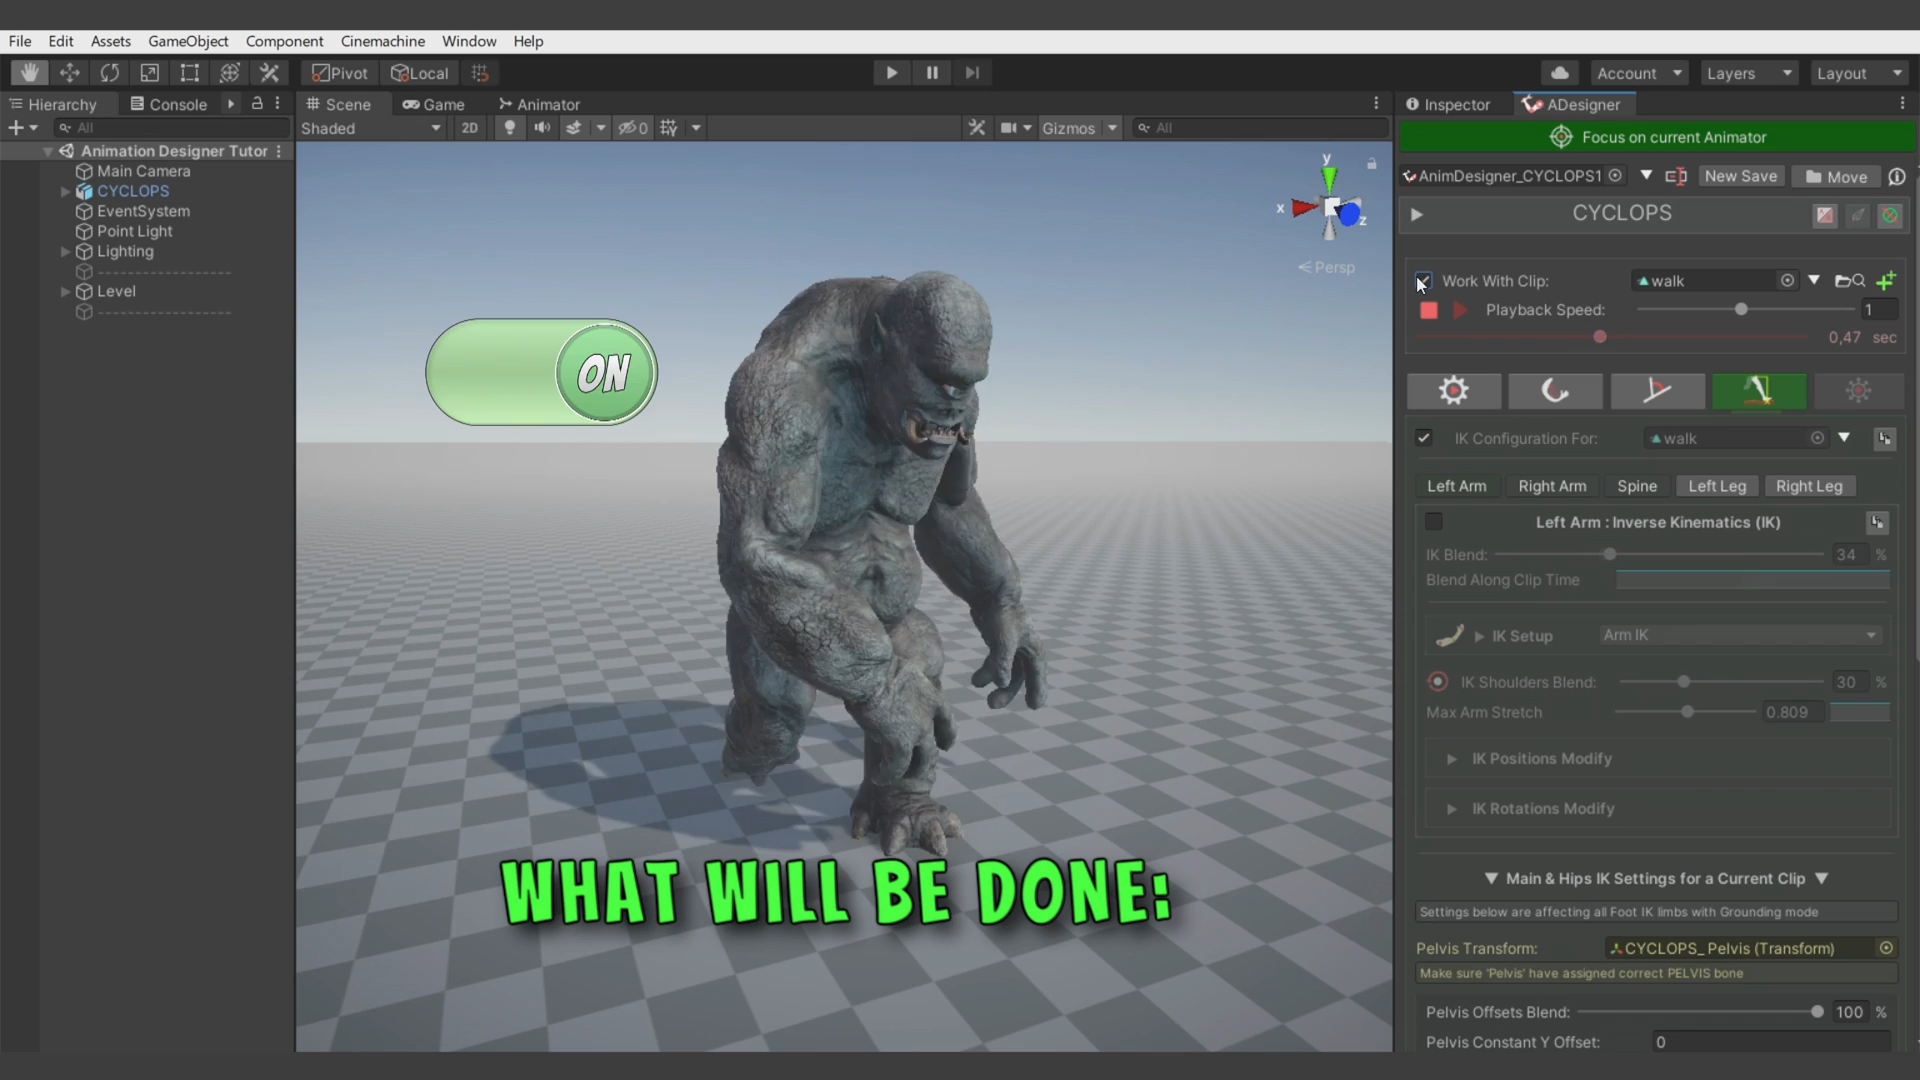 File Edit Assets GameObject Component Cinemachine Window Help
Pivot Local Account Layers Layout
Hierarchy Console Scene Game Animator Inspector ADesigner
All Shaded 2D 0 Gizmos All
Focus on current Animator
Animation Designer Tutor
Main Camera
CYCLOPS
EventSystem
Point Light
Lighting
--------------------
Level
--------------------
y
x
z
Persp
ON
WHAT WILL BE DONE:
AnimDesigner_CYCLOPS1 New Save Move
CYCLOPS
Work With Clip: walk
Playback Speed: 1
0,47 sec
IK Configuration For: walk
Left Arm Right Arm Spine Left Leg Right Leg
Left Arm : Inverse Kinematics (IK)
IK Blend: 34 %
Blend Along Clip Time
IK Setup Arm IK
IK Shoulders Blend: 30 %
Max Arm Stretch 0.809
IK Positions Modify
IK Rotations Modify
Main & Hips IK Settings for a Current Clip
Settings below are affecting all Foot IK limbs with Grounding mode
Pelvis Transform: CYCLOPS_ Pelvis (Transform)
Make sure 'Pelvis' have assigned correct PELVIS bone
Pelvis Offsets Blend: 100 %
Pelvis Constant Y Offset: 0